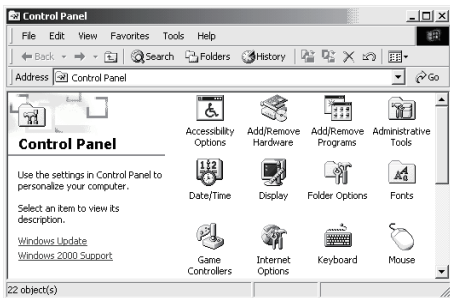 Control Panel
File Edit View Favorites Tools Help
Back Search Folders History
Address Control Panel Go
Control Panel
Use the settings in Control Panel to
personalize your computer.
Select an item to view its
description.
Windows Update
Windows 2000 Support
Accessibility
Options
Add/Remove
Hardware
Add/Remove
Programs
Administrative
Tools
12
Date/Time
Display
Folder Options
Fonts
Game
Controllers
Internet
Options
Keyboard
Mouse
22 object(s)